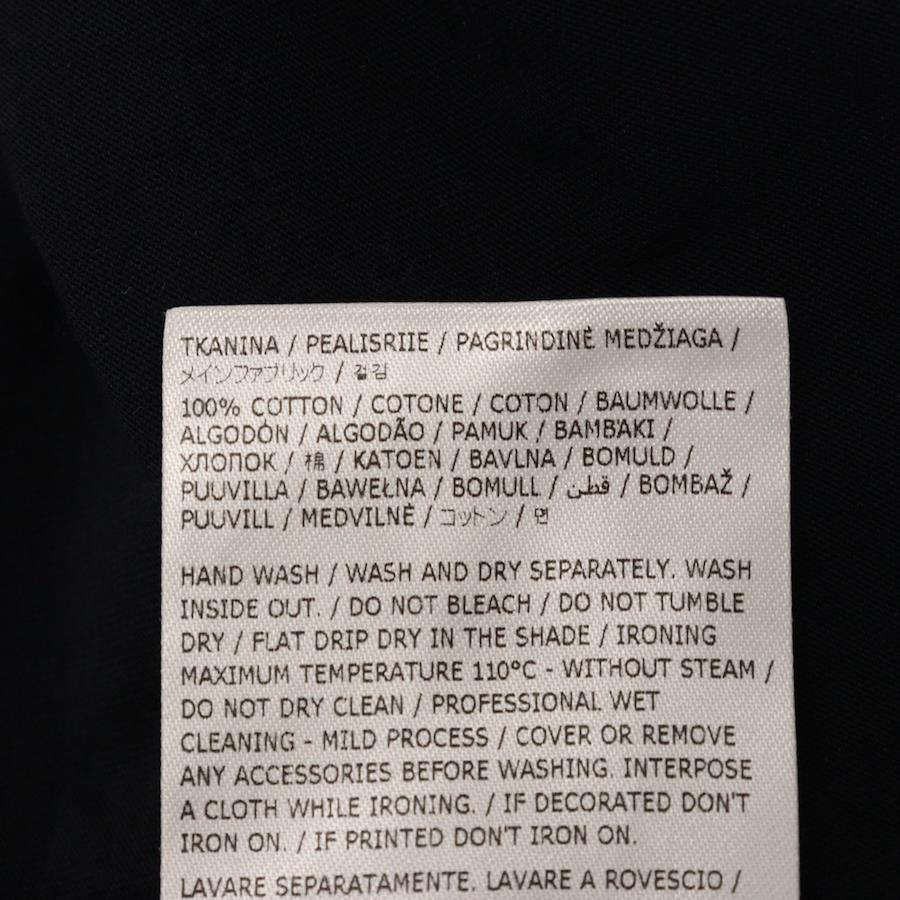 TKANINA / PEALISRIIE / PAGRINDINĖ MEDŽIAGA /
メインファブリック / 겉감
100% COTTON / COTONE / COTON / BAUMWOLLE /
ALGODÓN / ALGODÃO / PAMUK / BAMBAKI /
ХЛОПОК / 棉 / KATOEN / BAVLNA / BOMULD /
PUUVILLA / BAWEŁNA / BOMULL / قطن / BOMBAŽ /
PUUVILL / MEDVILNĖ / コットン / 면
HAND WASH / WASH AND DRY SEPARATELY. WASH
INSIDE OUT. / DO NOT BLEACH / DO NOT TUMBLE
DRY / FLAT DRIP DRY IN THE SHADE / IRONING
MAXIMUM TEMPERATURE 110°C - WITHOUT STEAM /
DO NOT DRY CLEAN / PROFESSIONAL WET
CLEANING - MILD PROCESS / COVER OR REMOVE
ANY ACCESSORIES BEFORE WASHING. INTERPOSE
A CLOTH WHILE IRONING. / IF DECORATED DON'T
IRON ON. / IF PRINTED DON'T IRON ON.
LAVARE SEPARATAMENTE. LAVARE A ROVESCIO /